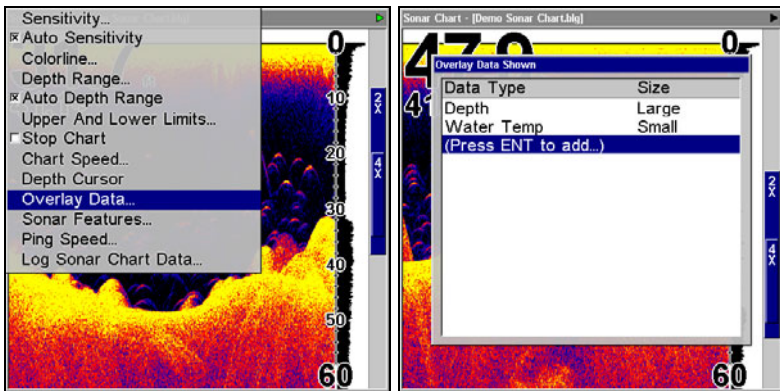 Sensitivity...
Auto Sensitivity
Colorline...
Depth Range...
Auto Depth Range
Upper And Lower Limits...
Stop Chart
Chart Speed...
Depth Cursor
Overlay Data...
Sonar Features...
Ping Speed...
Log Sonar Chart Data...
0
10
20
30
40
50
60
2X
4X
Sonar Chart - [Demo Sonar Chart.blg]
0
Overlay Data Shown
Data Type Size
Depth Large
Water Temp Small
(Press ENT to add...)
2X
4X
60